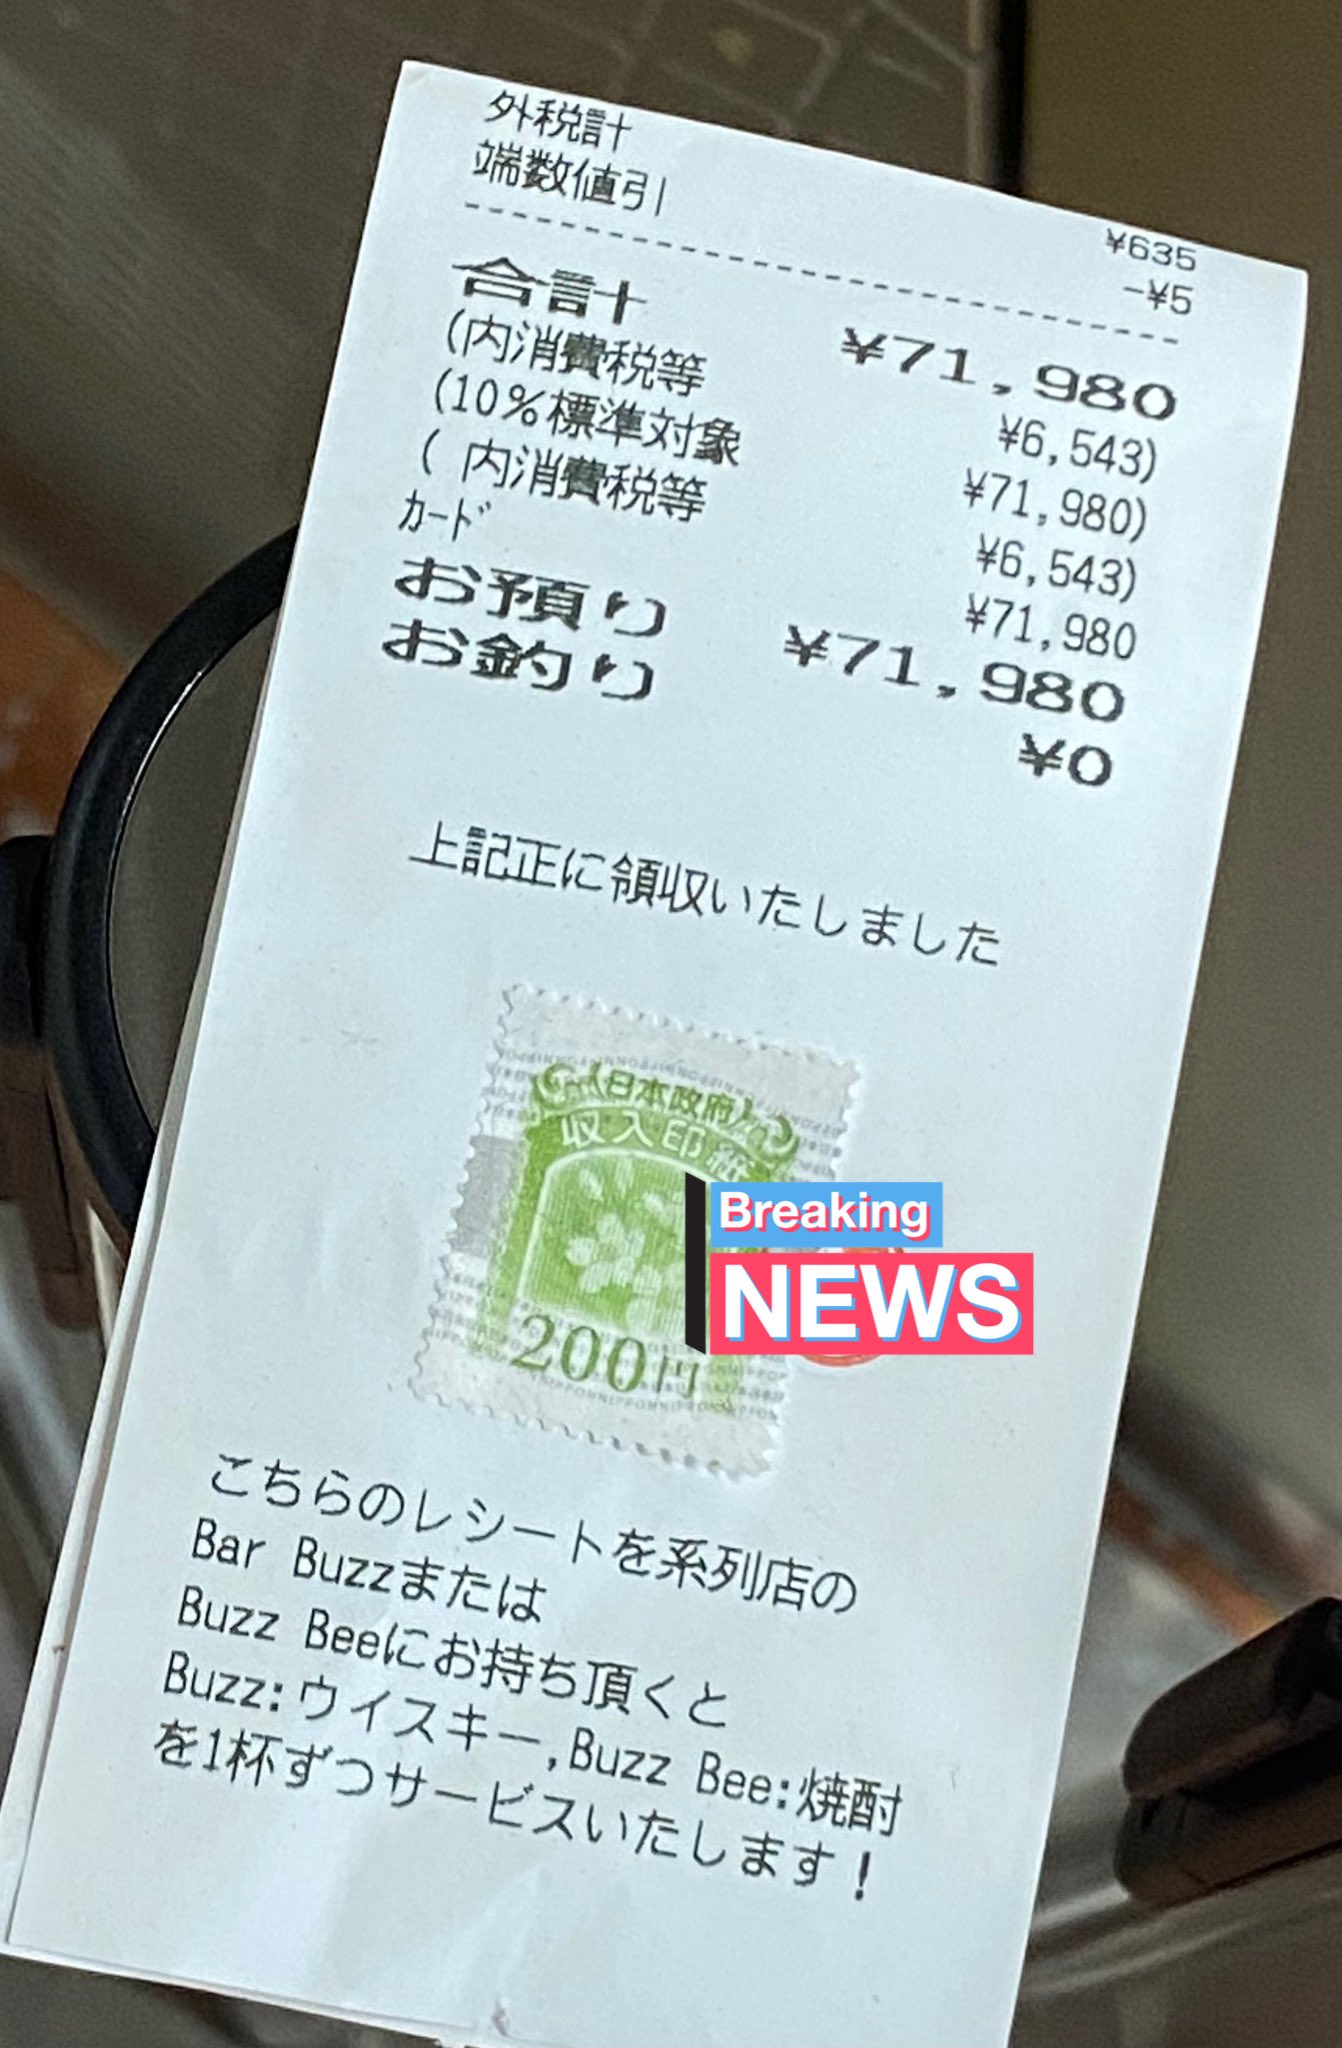 外税計 ¥635
端数値引 -¥5
合計 ¥71,980
(内消費税等 ¥6,543)
(10%標準対象 ¥71,980)
( 内消費税等 ¥6,543)
カード ¥71,980
お預り ¥71,980
お釣り ¥0
上記正に領収いたしました
日本政府
収入印紙
200円
Breaking
NEWS
こちらのレシートを系列店の
Bar Buzzまたは
Buzz Beeにお持ち頂くと
Buzz:ウイスキー,Buzz Bee:焼酎
を1杯ずつサービスいたします!